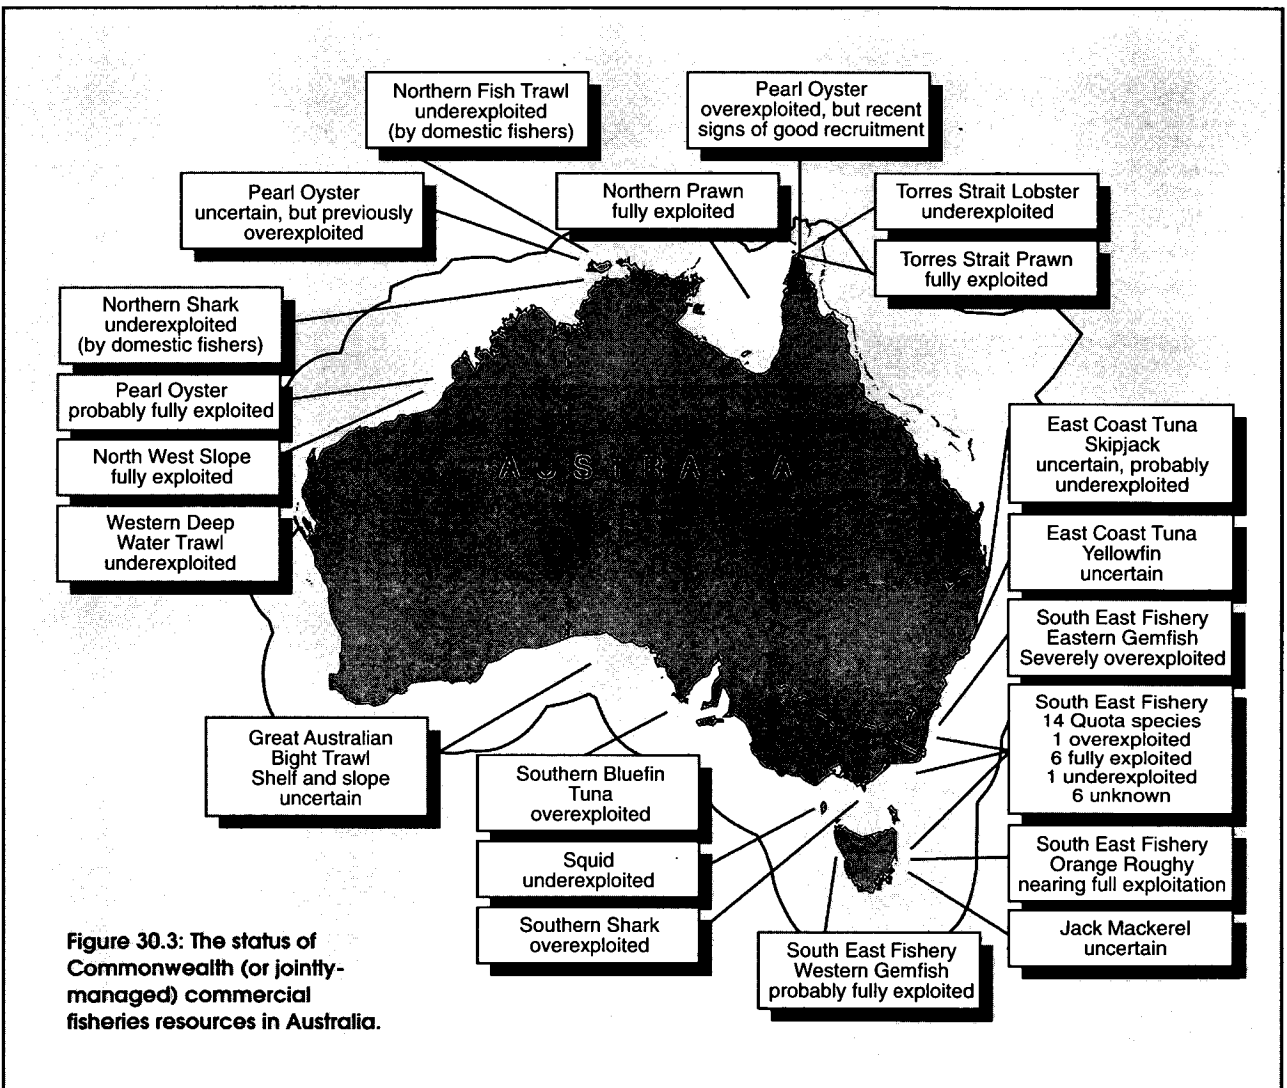 Northern Fish Trawl
underexploited
(by domestic fishers)
Pearl Oyster
overexploited, but recent
signs of good recruitment
Pearl Oyster
uncertain, but previously
overexploited
Northern Prawn
fully exploited
Torres Strait Lobster
underexploited
Torres Strait Prawn
fully exploited
Northern Shark
underexploited
(by domestic fishers)
Pearl Oyster
probably fully exploited
North West Slope
fully exploited
Western Deep
Water Trawl
underexploited
AUSTRALIA
East Coast Tuna
Skipjack
uncertain, probably
underexploited
East Coast Tuna
Yellowfin
uncertain
South East Fishery
Eastern Gemfish
Severely overexploited
South East Fishery
14 Quota species
1 overexploited
6 fully exploited
1 underexploited
6 unknown
South East Fishery
Orange Roughy
nearing full exploitation
Jack Mackerel
uncertain
Great Australian
Bight Trawl
Shelf and slope
uncertain
Southern Bluefin
Tuna
overexploited
Squid
underexploited
Southern Shark
overexploited
South East Fishery
Western Gemfish
probably fully exploited
Figure 30.3: The status of
Commonwealth (or jointly-
managed) commercial
fisheries resources in Australia.